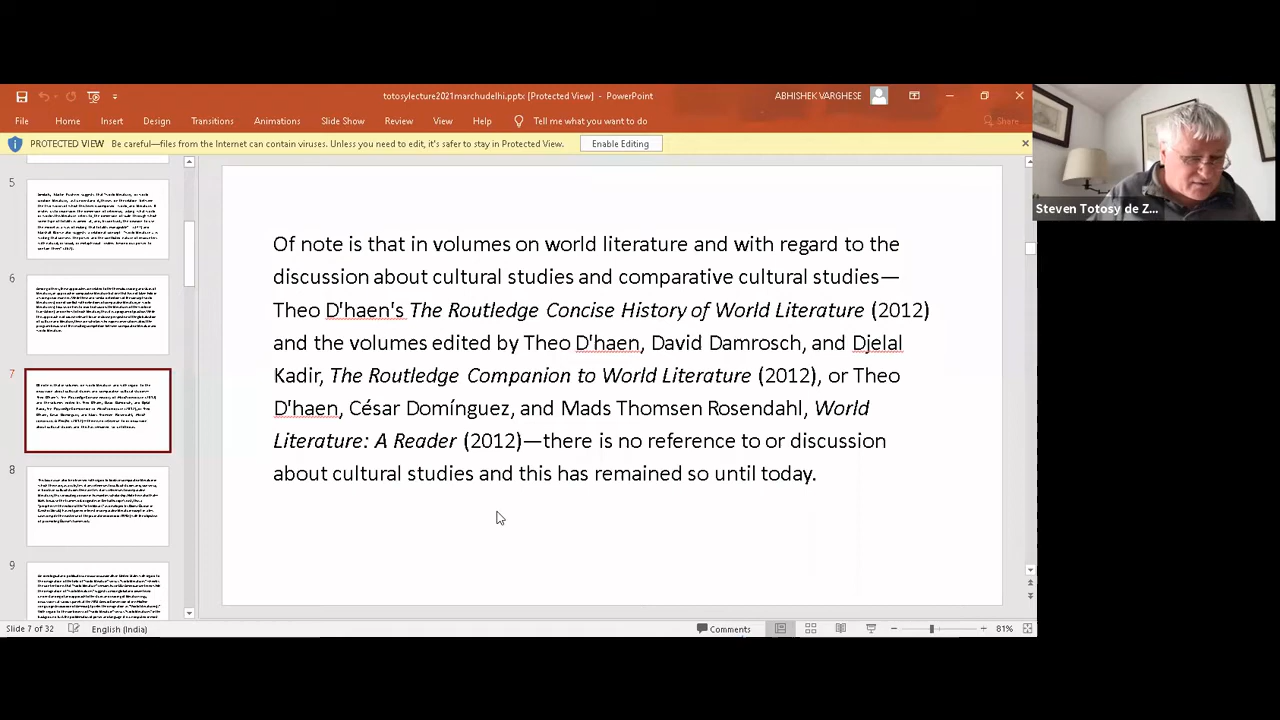 totosylecture2021marchudelhi.pptx [Protected View] - PowerPoint
ABHISHEK VARGHESE
File Home Insert Design Transitions Animations Slide Show Review View Help Tell me what you want to do Share
PROTECTED VIEW Be careful—files from the Internet can contain viruses. Unless you need to edit, it's safer to stay in Protected View. Enable Editing
5
6
7
8
9
Of note is that in volumes on world literature and with regard to the
discussion about cultural studies and comparative cultural studies—
Theo D'haen's The Routledge Concise History of World Literature (2012)
and the volumes edited by Theo D'haen, David Damrosch, and Djelal
Kadir, The Routledge Companion to World Literature (2012), or Theo
D'haen, César Domínguez, and Mads Thomsen Rosendahl, World
Literature: A Reader (2012)—there is no reference to or discussion
about cultural studies and this has remained so until today.
Steven Totosy de Z...
Slide 7 of 32 English (India) Comments 81%